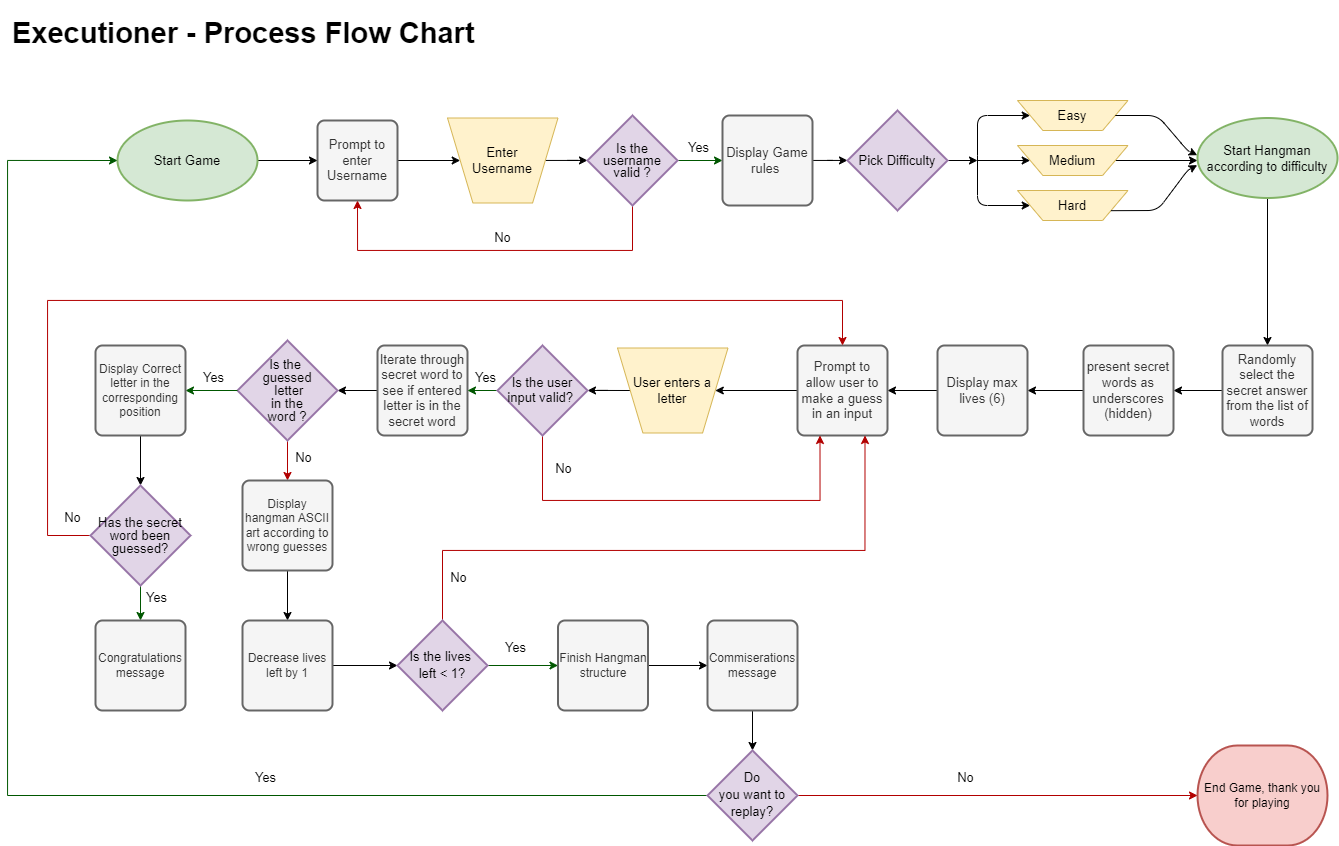 Executioner - Process Flow Chart
Start Game
Prompt to
enter
Username
Enter
Username
Is the
username
valid ?
Yes
No
Display Game
rules
Pick Difficulty
Easy
Medium
Hard
Start Hangman
according to difficulty
Randomly
select the
secret answer
from the list of
words
present secret
words as
underscores
(hidden)
Display max
lives (6)
Prompt to
allow user to
make a guess
in an input
User enters a
letter
Is the user
input valid?
Yes
No
Iterate through
secret word to
see if entered
letter is in the
secret word
Is the
guessed
letter
in the
word ?
Yes
No
Display Correct
letter in the
corresponding
position
Has the secret
word been
guessed?
No
Yes
Congratulations
message
Display
hangman ASCII
art according to
wrong guesses
Decrease lives
left by 1
Is the lives
left < 1?
No
Yes
Finish Hangman
structure
Commiserations
message
Do
you want to
replay?
Yes
No
End Game, thank you
for playing